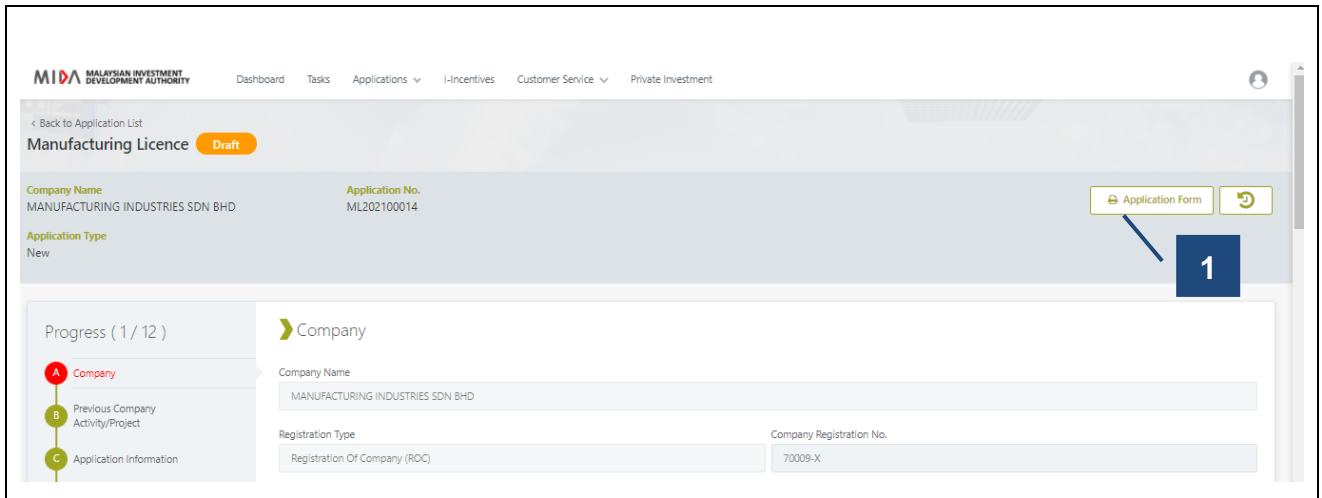 MIDA MALAYSIAN INVESTMENT DEVELOPMENT AUTHORITY
Dashboard Tasks Applications i-Incentives Customer Service Private Investment
< Back to Application List
Manufacturing Licence Draft
Company Name Application No.
MANUFACTURING INDUSTRIES SDN BHD ML202100014
Application Form
Application Type
New
1
Progress ( 1 / 12 )
A Company
B Previous Company
Activity/Project
C Application Information
Company
Company Name
MANUFACTURING INDUSTRIES SDN BHD
Registration Type Company Registration No.
Registration Of Company (ROC) 70009-X